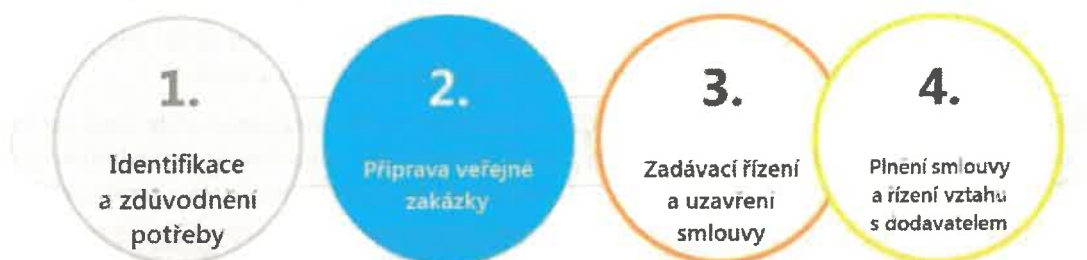 1.
Identifikace
a zdůvodnění
potřeby
2.
Příprava veřejné
zakázky
3.
Zadávací řízení
a uzavření
smlouvy
4.
Plnění smlouvy
a řízení vztahu
s dodavatelem